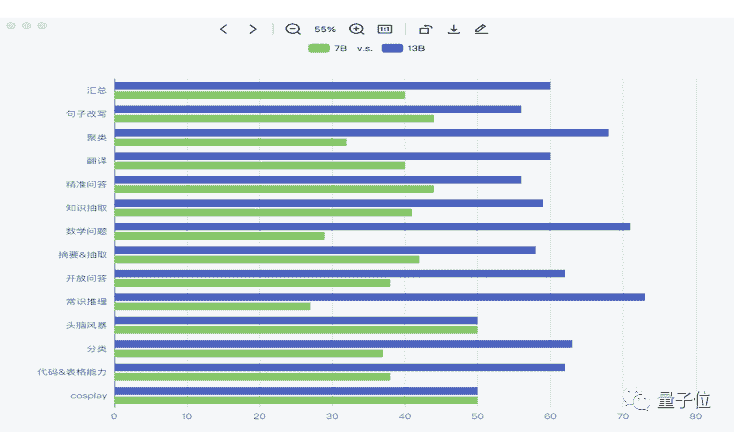 55%
1:1
7B v.s. 13B
汇总
句子改写
聚类
翻译
精准问答
知识抽取
数学问题
摘要&抽取
开放问答
常识推理
头脑风暴
分类
代码&表格能力
cosplay
0 10 20 30 40 50 60 70 80
量子位